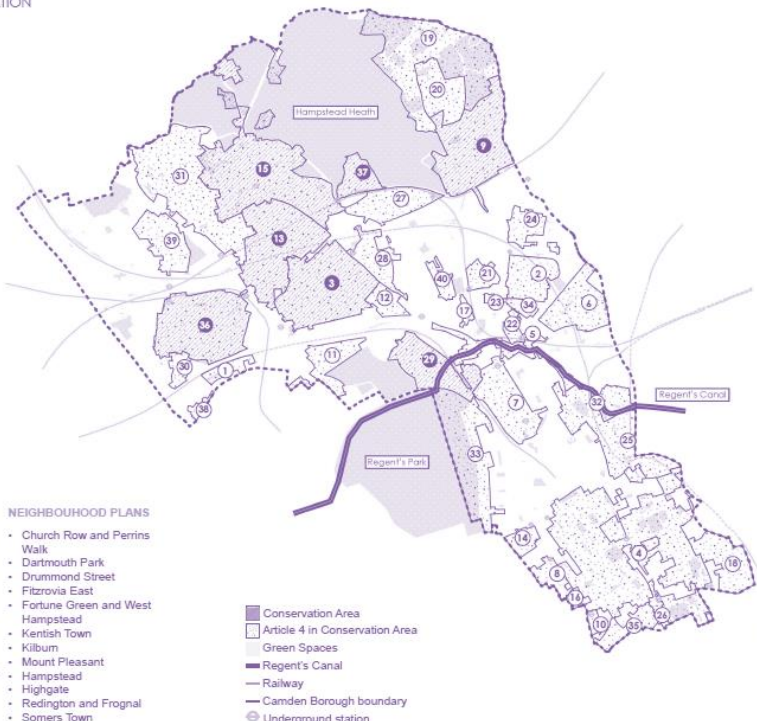 TION
19
20
Hampstead Heath
9
15
37
31
27
24
13
39
28
21
2
40
3
12
23
34
6
17
22
5
36
29
11
30
1
7
32
Regent's Canal
38
25
33
Regent's Park
14
4
18
8
16
26
10
35
NEIGHBOUHOOD PLANS
• Church Row and Perrins
Walk
• Dartmouth Park
• Drummond Street
• Fitzrovia East
• Fortune Green and West
Hampstead
• Kentish Town
• Kilburn
• Mount Pleasant
• Hampstead
• Highgate
• Redington and Frognal
• Somers Town
Conservation Area
Article 4 in Conservation Area
Green Spaces
Regent's Canal
Railway
Camden Borough boundary
Underground station